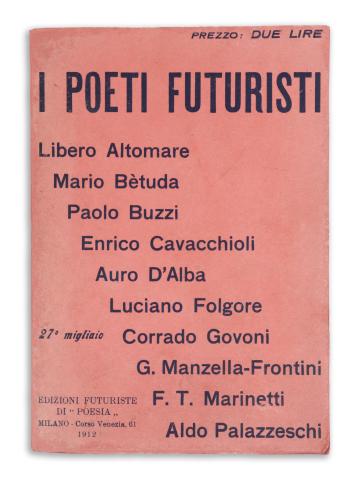 PREZZO: DUE LIRE
I POETI FUTURISTI
Libero Altomare
Mario Bètuda
Paolo Buzzi
Enrico Cavacchioli
Auro D'Alba
Luciano Folgore
27º migliaio Corrado Govoni
G. Manzella-Frontini
F. T. Marinetti
Aldo Palazzeschi
EDIZIONI FUTURISTE
DI " POESIA „
MILANO - Corso Venezia, 61
1912